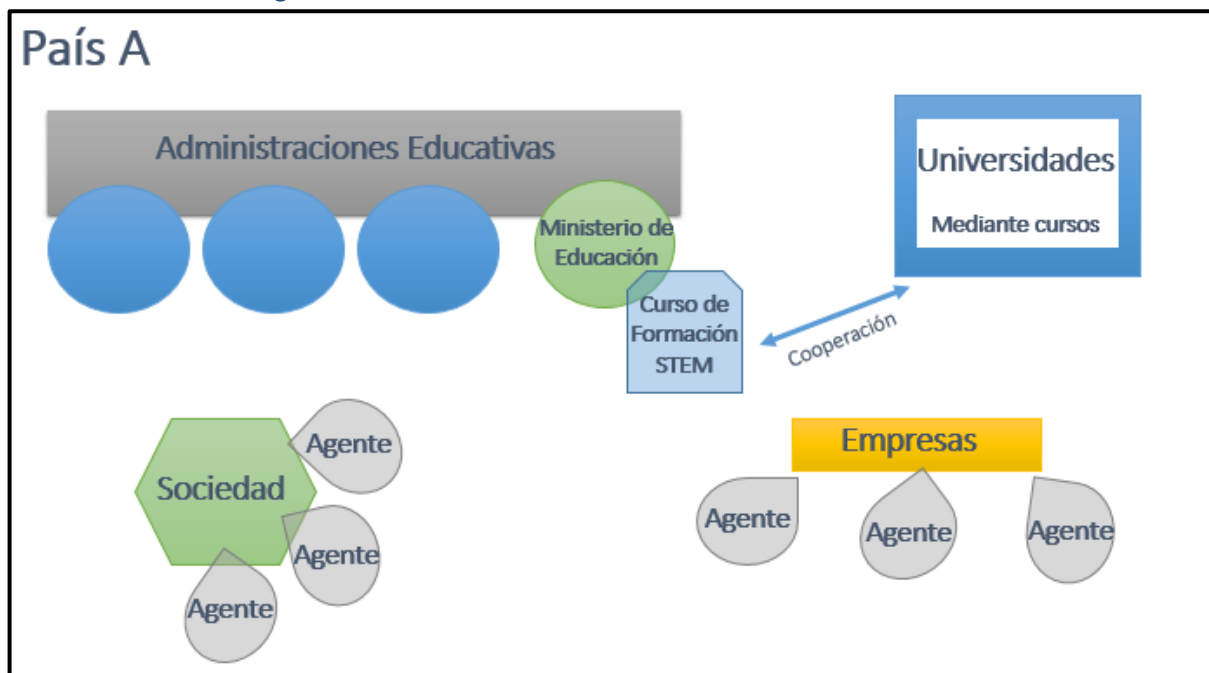 País A
Administraciones Educativas
Ministerio de
Educación
Universidades
Mediante cursos
Curso de
Formación
STEM
Cooperación
Sociedad
Agente
Agente
Agente
Empresas
Agente
Agente
Agente